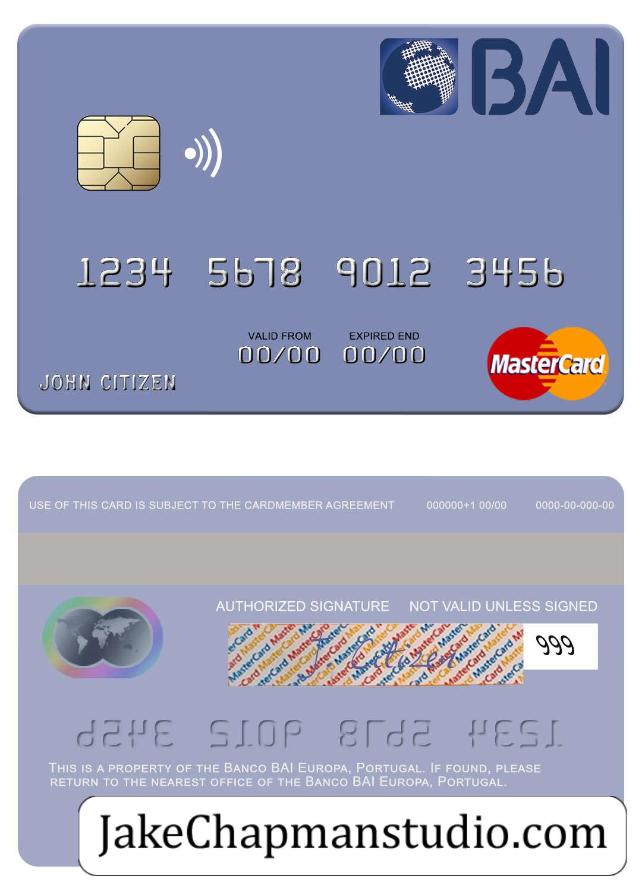 BAI
1234 5678 9012 3456
VALID FROM EXPIRED END
00/00 00/00
JOHN CITIZEN
MasterCard
USE OF THIS CARD IS SUBJECT TO THE CARDMEMBER AGREEMENT 000000+1 00/00 0000-00-000-00
AUTHORIZED SIGNATURE NOT VALID UNLESS SIGNED
J. Citizen 999
THIS IS A PROPERTY OF THE BANCO BAI EUROPA, PORTUGAL. IF FOUND, PLEASE
RETURN TO THE NEAREST OFFICE OF THE BANCO BAI EUROPA, PORTUGAL.
JakeChapmanstudio.com